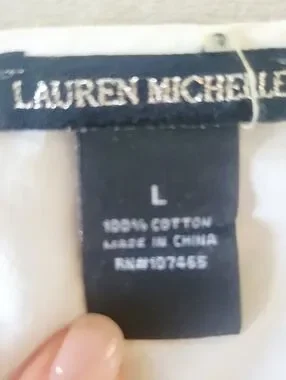 LAUREN MICHELLE
L
100% COTTON
MADE IN CHINA
RN#107465